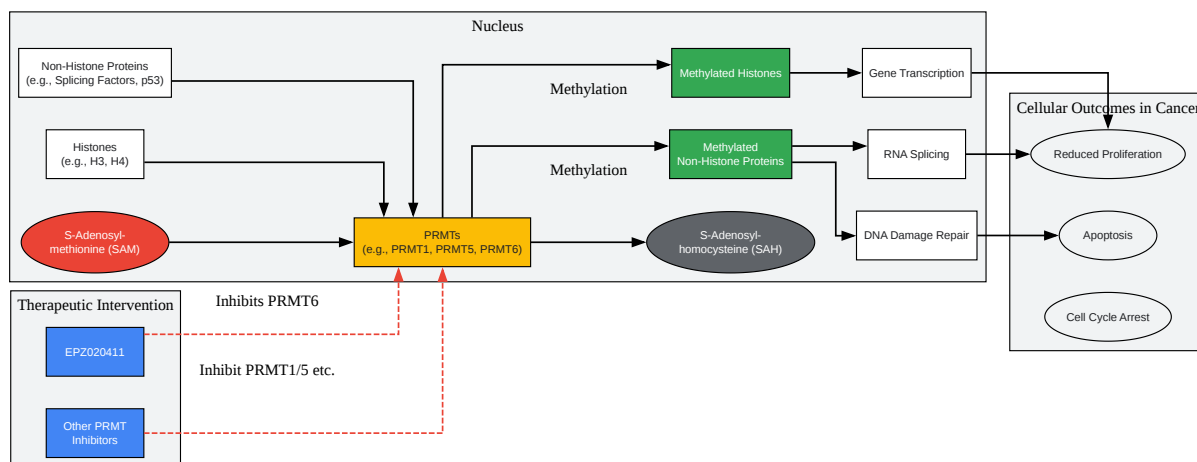 Nucleus
Non-Histone Proteins
(e.g., Splicing Factors, p53)
Methylated Histones
Gene Transcription
Methylation
Cellular Outcomes in Cancer
Histones
(e.g., H3, H4)
Methylated
Non-Histone Proteins
RNA Splicing
Reduced Proliferation
Methylation
S-Adenosyl-
methionine (SAM)
PRMTs
(e.g., PRMT1, PRMT5, PRMT6)
S-Adenosyl-
homocysteine (SAH)
DNA Damage Repair
Apoptosis
Therapeutic Intervention
Inhibits PRMT6
Cell Cycle Arrest
EPZ020411
Inhibit PRMT1/5 etc.
Other PRMT
Inhibitors